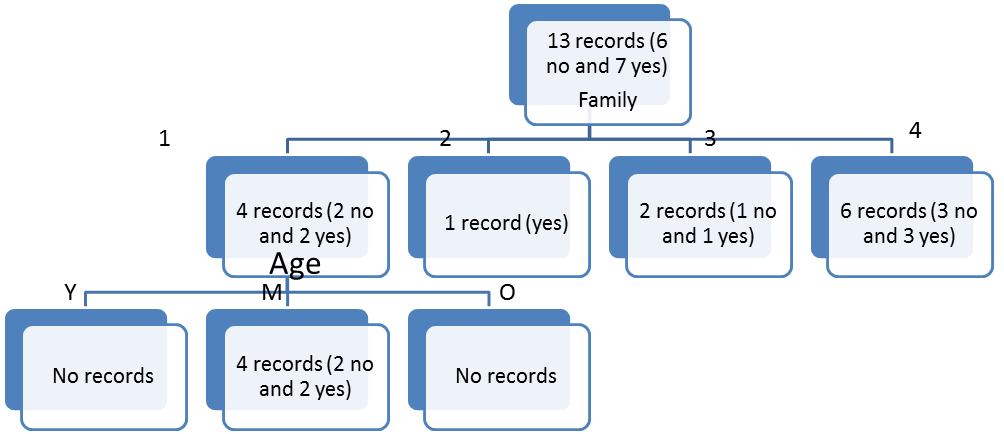 13 records (6
no and 7 yes)
Family
1
2
3
4
4 records (2 no
and 2 yes)
1 record (yes)
2 records (1 no
and 1 yes)
6 records (3 no
and 3 yes)
Age
Y
M
O
No records
4 records (2 no
and 2 yes)
No records